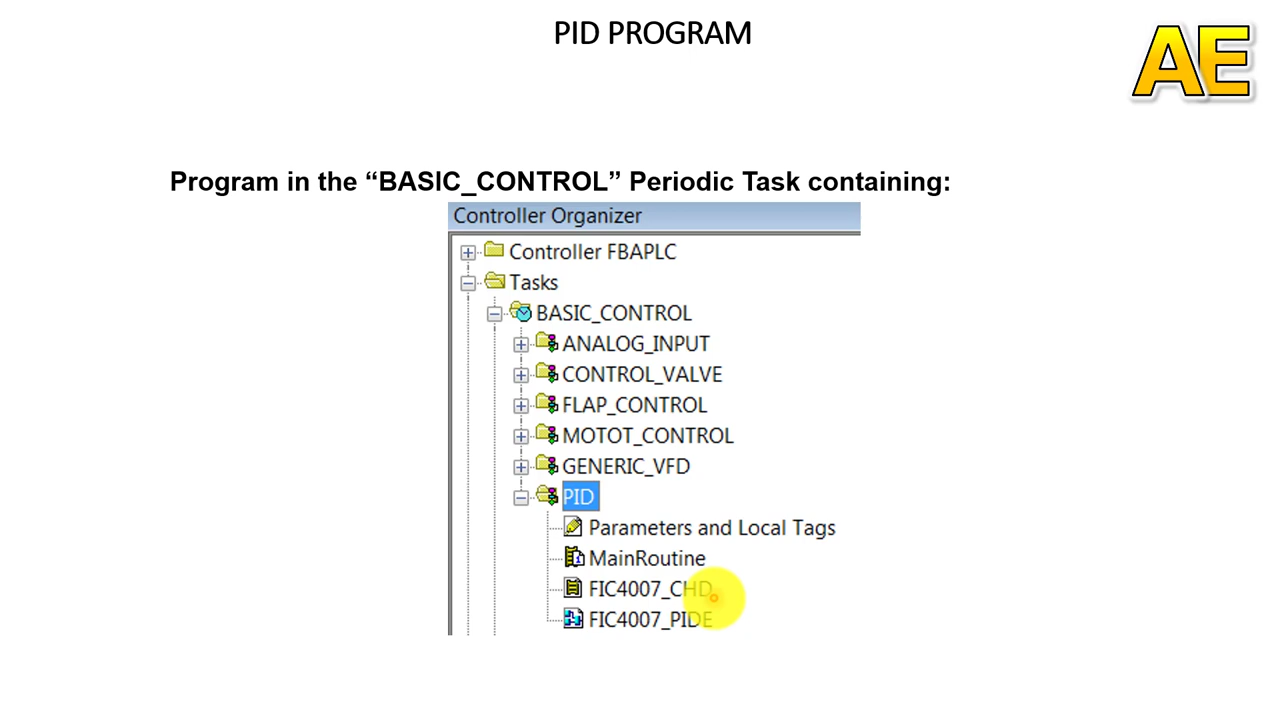 PID PROGRAM
AE
Program in the “BASIC_CONTROL” Periodic Task containing:
Controller Organizer
Controller FBAPLC
Tasks
BASIC_CONTROL
ANALOG_INPUT
CONTROL_VALVE
FLAP_CONTROL
MOTOT_CONTROL
GENERIC_VFD
PID
Parameters and Local Tags
MainRoutine
FIC4007_CHD
FIC4007_PIDE